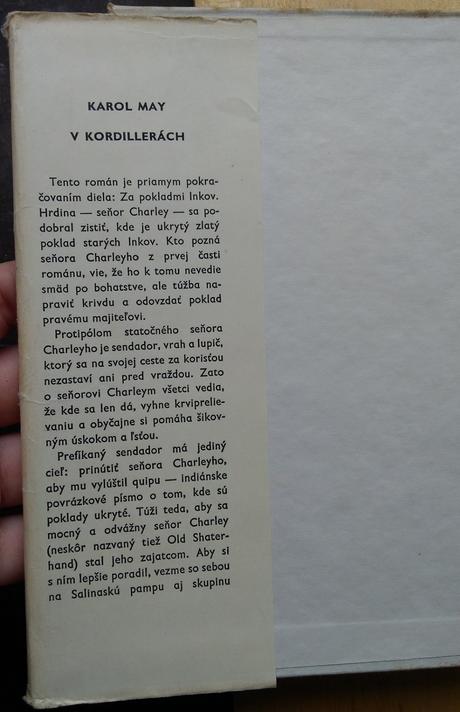 KAROL MAY
V KORDILLERÁCH
Tento román je priamym pokra-
čovaním diela: Za pokladmi Inkov.
Hrdina — señor Charley — sa po-
dobral zistiť, kde je ukrytý zlatý
poklad starých Inkov. Kto pozná
señora Charleyho z prvej časti
románu, vie, že ho k tomu nevedie
smäd po bohatstve, ale túžba na-
praviť krivdu a odovzdať poklad
pravému majiteľovi.
Protipólom statočného señora
Charleyho je sendador, vrah a lupič,
ktorý sa na svojej ceste za korisťou
nezastaví ani pred vraždou. Zato
o señorovi Charleym všetci vedia,
že kde sa len dá, vyhne krviprelie-
vaniu a obyčajne si pomáha šikov-
ným úskokom a ľsťou.
Prefíkaný sendador má jediný
cieľ: prinútiť señora Charleyho,
aby mu vylúštil quipu — indiánske
povrázkové písmo o tom, kde sú
poklady ukryté. Túži teda, aby sa
mocný a odvážny señor Charley
(neskôr nazvaný tiež Old Shater-
hand) stal jeho zajatcom. Aby si
s ním lepšie poradil, vezme so sebou
na Salinaskú pampu aj skupinu